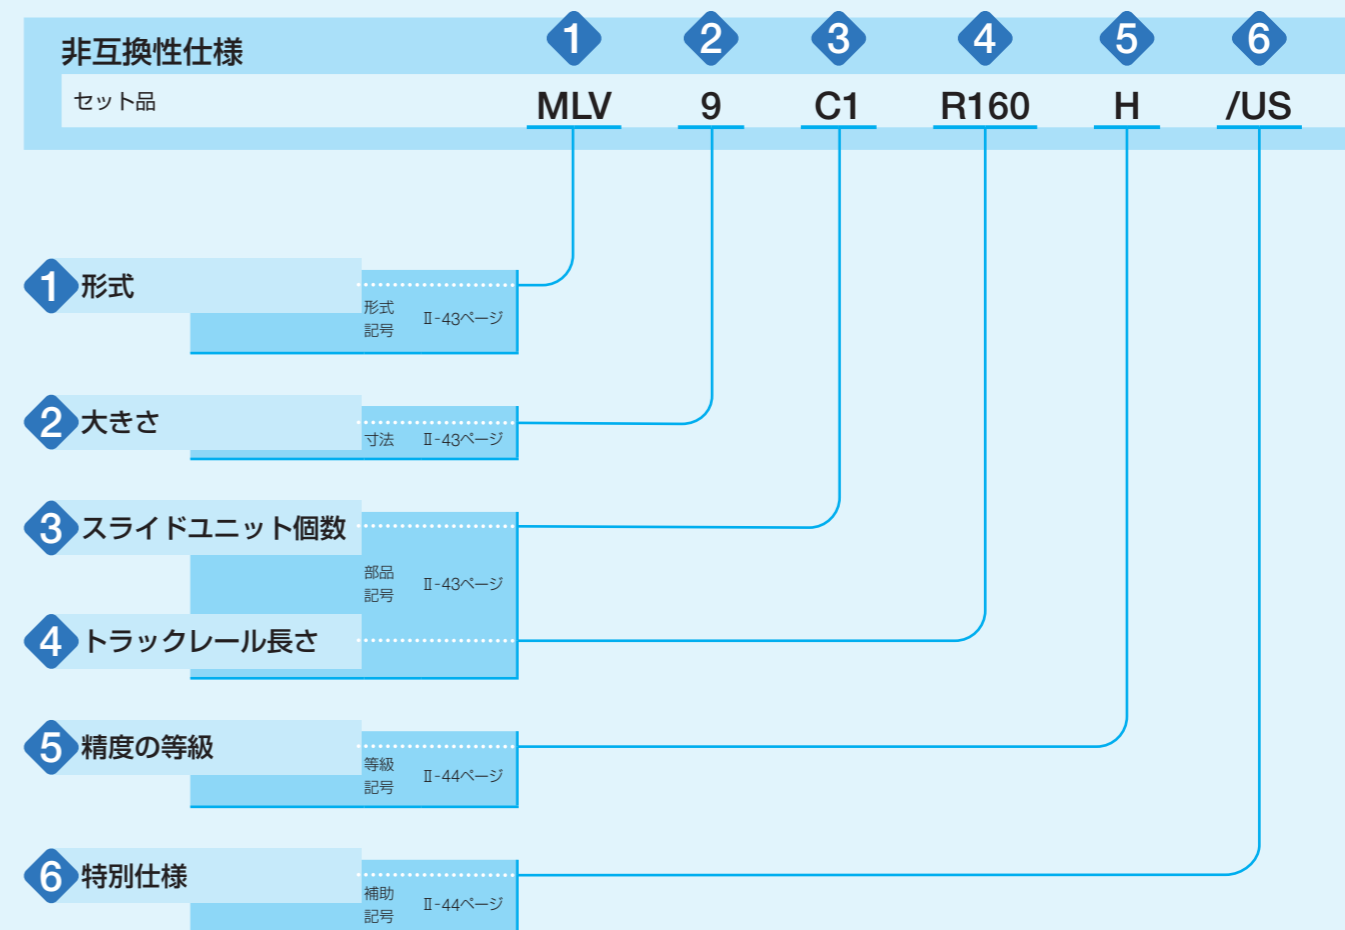 1 2 3 4 5 6
非互換性仕様
セット品 MLV 9 C1 R160 H /US
1 形式
形式
記号 Ⅱ-43ページ
2 大きさ
寸法 Ⅱ-43ページ
3 スライドユニット個数
部品
記号 Ⅱ-43ページ
4 トラックレール長さ
5 精度の等級
等級
記号 Ⅱ-44ページ
6 特別仕様
補助
記号 Ⅱ-44ページ